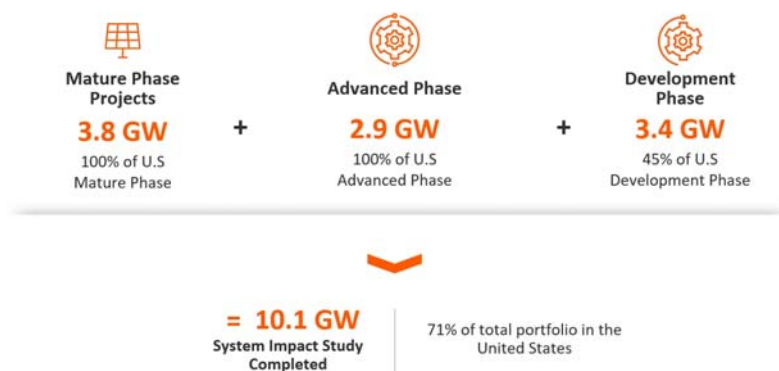 Mature Phase
Projects
3.8 GW
100% of U.S
Mature Phase
+
Advanced Phase
2.9 GW
100% of U.S
Advanced Phase
+
Development
Phase
3.4 GW
45% of U.S
Development Phase
= 10.1 GW
System Impact Study
Completed
71% of total portfolio in the
United States